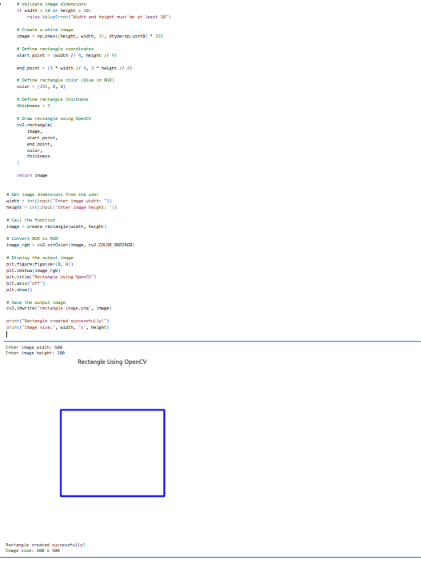 # Validate image dimensions
if width < 10 or height < 10:
raise ValueError("Width and height must be at least 10")
# Create a white image
image = np.ones((height, width, 3), dtype=np.uint8) * 255
# Define rectangle coordinates
start_point = (width // 4, height // 4)
end_point = (3 * width // 4, 3 * height // 4)
# Define rectangle color (Blue in BGR)
color = (255, 0, 0)
# Define rectangle thickness
thickness = 3
# Draw rectangle using OpenCV
cv2.rectangle(
image,
start_point,
end_point,
color,
thickness
)
return image
# Get image dimensions from the user
width = int(input("Enter image width: "))
height = int(input("Enter image height: "))
# Call the function
image = create_rectangle(width, height)
# Convert BGR to RGB
image_rgb = cv2.cvtColor(image, cv2.COLOR_BGR2RGB)
# Display the output image
plt.figure(figsize=(8, 8))
plt.imshow(image_rgb)
plt.title("Rectangle Using OpenCV")
plt.axis("off")
plt.show()
# Save the output image
cv2.imwrite("rectangle_image.png", image)
print("Rectangle created successfully!")
print("Image size:", width, "x", height)
Enter image width: 600
Enter image height: 500
Rectangle Using OpenCV
Rectangle created successfully!
Image size: 600 x 500